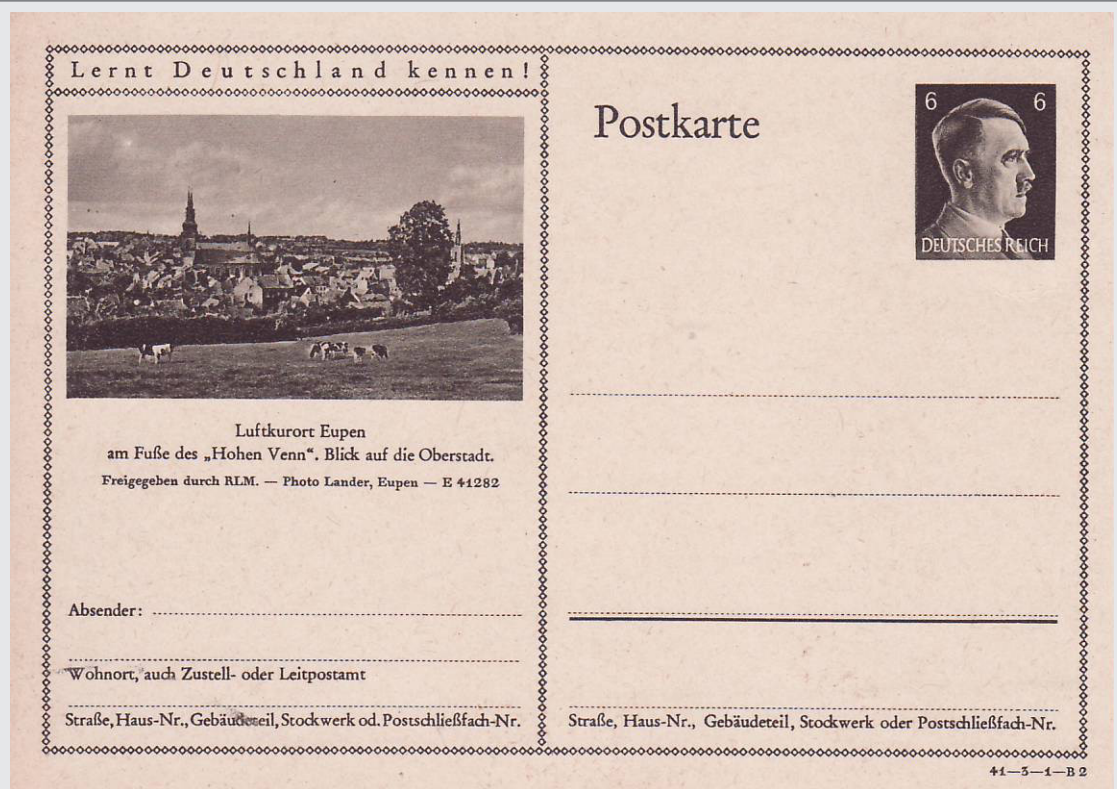 Lernt Deutschland kennen!
Luftkurort Eupen
am Fuße des „Hohen Venn“. Blick auf die Oberstadt.
Freigegeben durch RLM. — Photo Lander, Eupen — E 41282
Absender:
Wohnort, auch Zustell- oder Leitpostamt
Straße, Haus-Nr., Gebäudeteil, Stockwerk od. Postschließfach-Nr.
Postkarte
6 6
DEUTSCHES REICH
Straße, Haus-Nr., Gebäudeteil, Stockwerk oder Postschließfach-Nr.
41—3—1—B 2